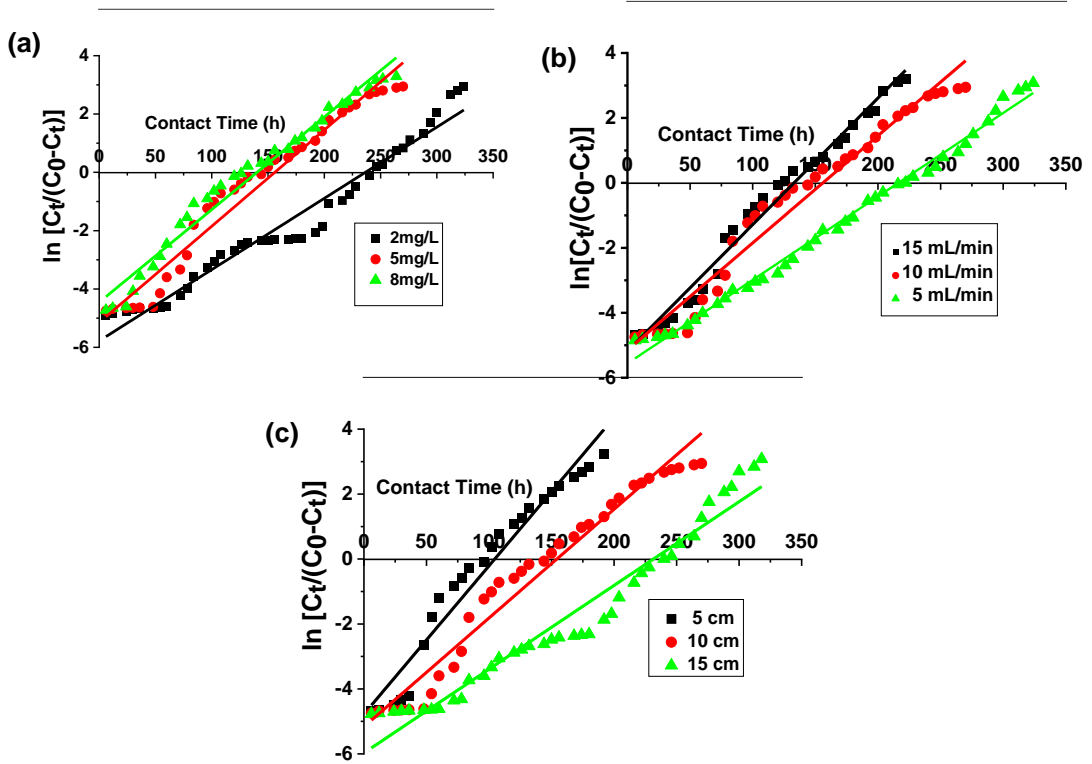 (a)
4
2
0
-2
-4
-6
0
50
100
150
200
250
300
350
Contact Time (h)
ln [Ct/(C0-Ct)]
2mg/L
5mg/L
8mg/L
(b)
4
2
0
-2
-4
-6
0
50
100
150
200
250
300
350
Contact Time (h)
ln[Ct/(C0-Ct)]
15 mL/min
10 mL/min
5 mL/min
(c)
4
2
0
-2
-4
-6
0
50
100
150
200
250
300
350
Contact Time (h)
ln [Ct/(C0-Ct)]
5 cm
10 cm
15 cm